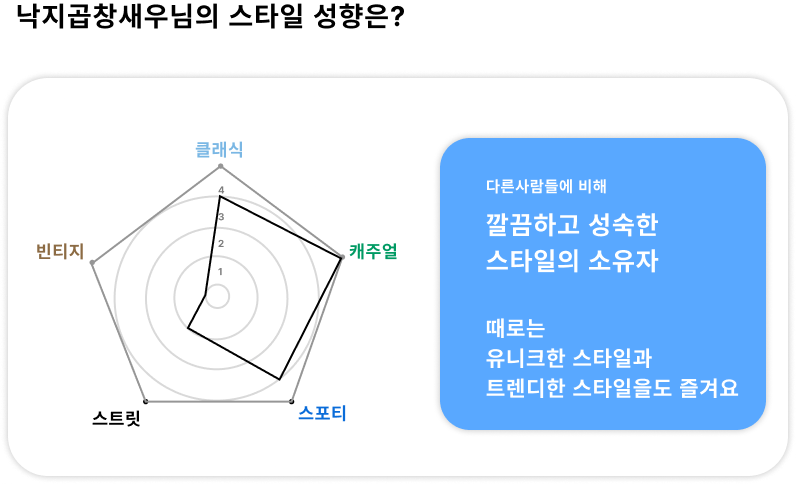 낙지곱창새우님의 스타일 성향은?
클래식
4
3
2
1
빈티지
캐주얼
스트릿
스포티
다른사람들에 비해
깔끔하고 성숙한
스타일의 소유자
때로는
유니크한 스타일과
트렌디한 스타일을도 즐겨요